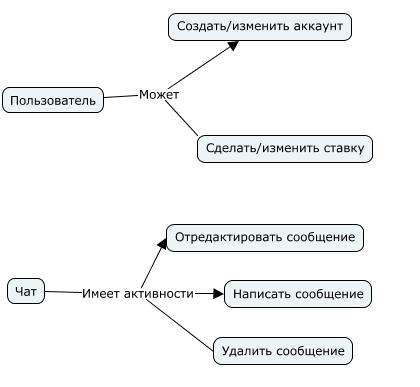 Создать/изменить аккаунт
Пользователь
Может
Сделать/изменить ставку
Отредактировать сообщение
Чат
Имеет активности
Написать сообщение
Удалить сообщение